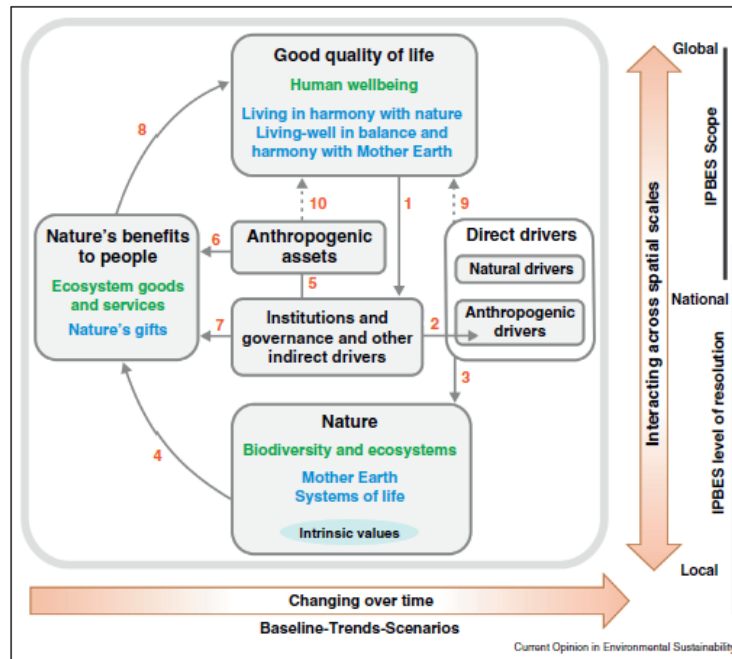 Good quality of life
Human wellbeing
Living in harmony with nature
Living-well in balance and
harmony with Mother Earth
8
10
1
9
Nature's benefits
to people
Ecosystem goods
and services
Nature's gifts
6
Anthropogenic
assets
5
7
Institutions and
governance and other
indirect drivers
2
Direct drivers
Natural drivers
Anthropogenic
drivers
3
4
Nature
Biodiversity and ecosystems
Mother Earth
Systems of life
Intrinsic values
Global
IPBES Scope
Interacting across spatial scales
National
IPBES level of resolution
Local
Changing over time
Baseline-Trends-Scenarios
Current Opinion in Environmental Sustainability